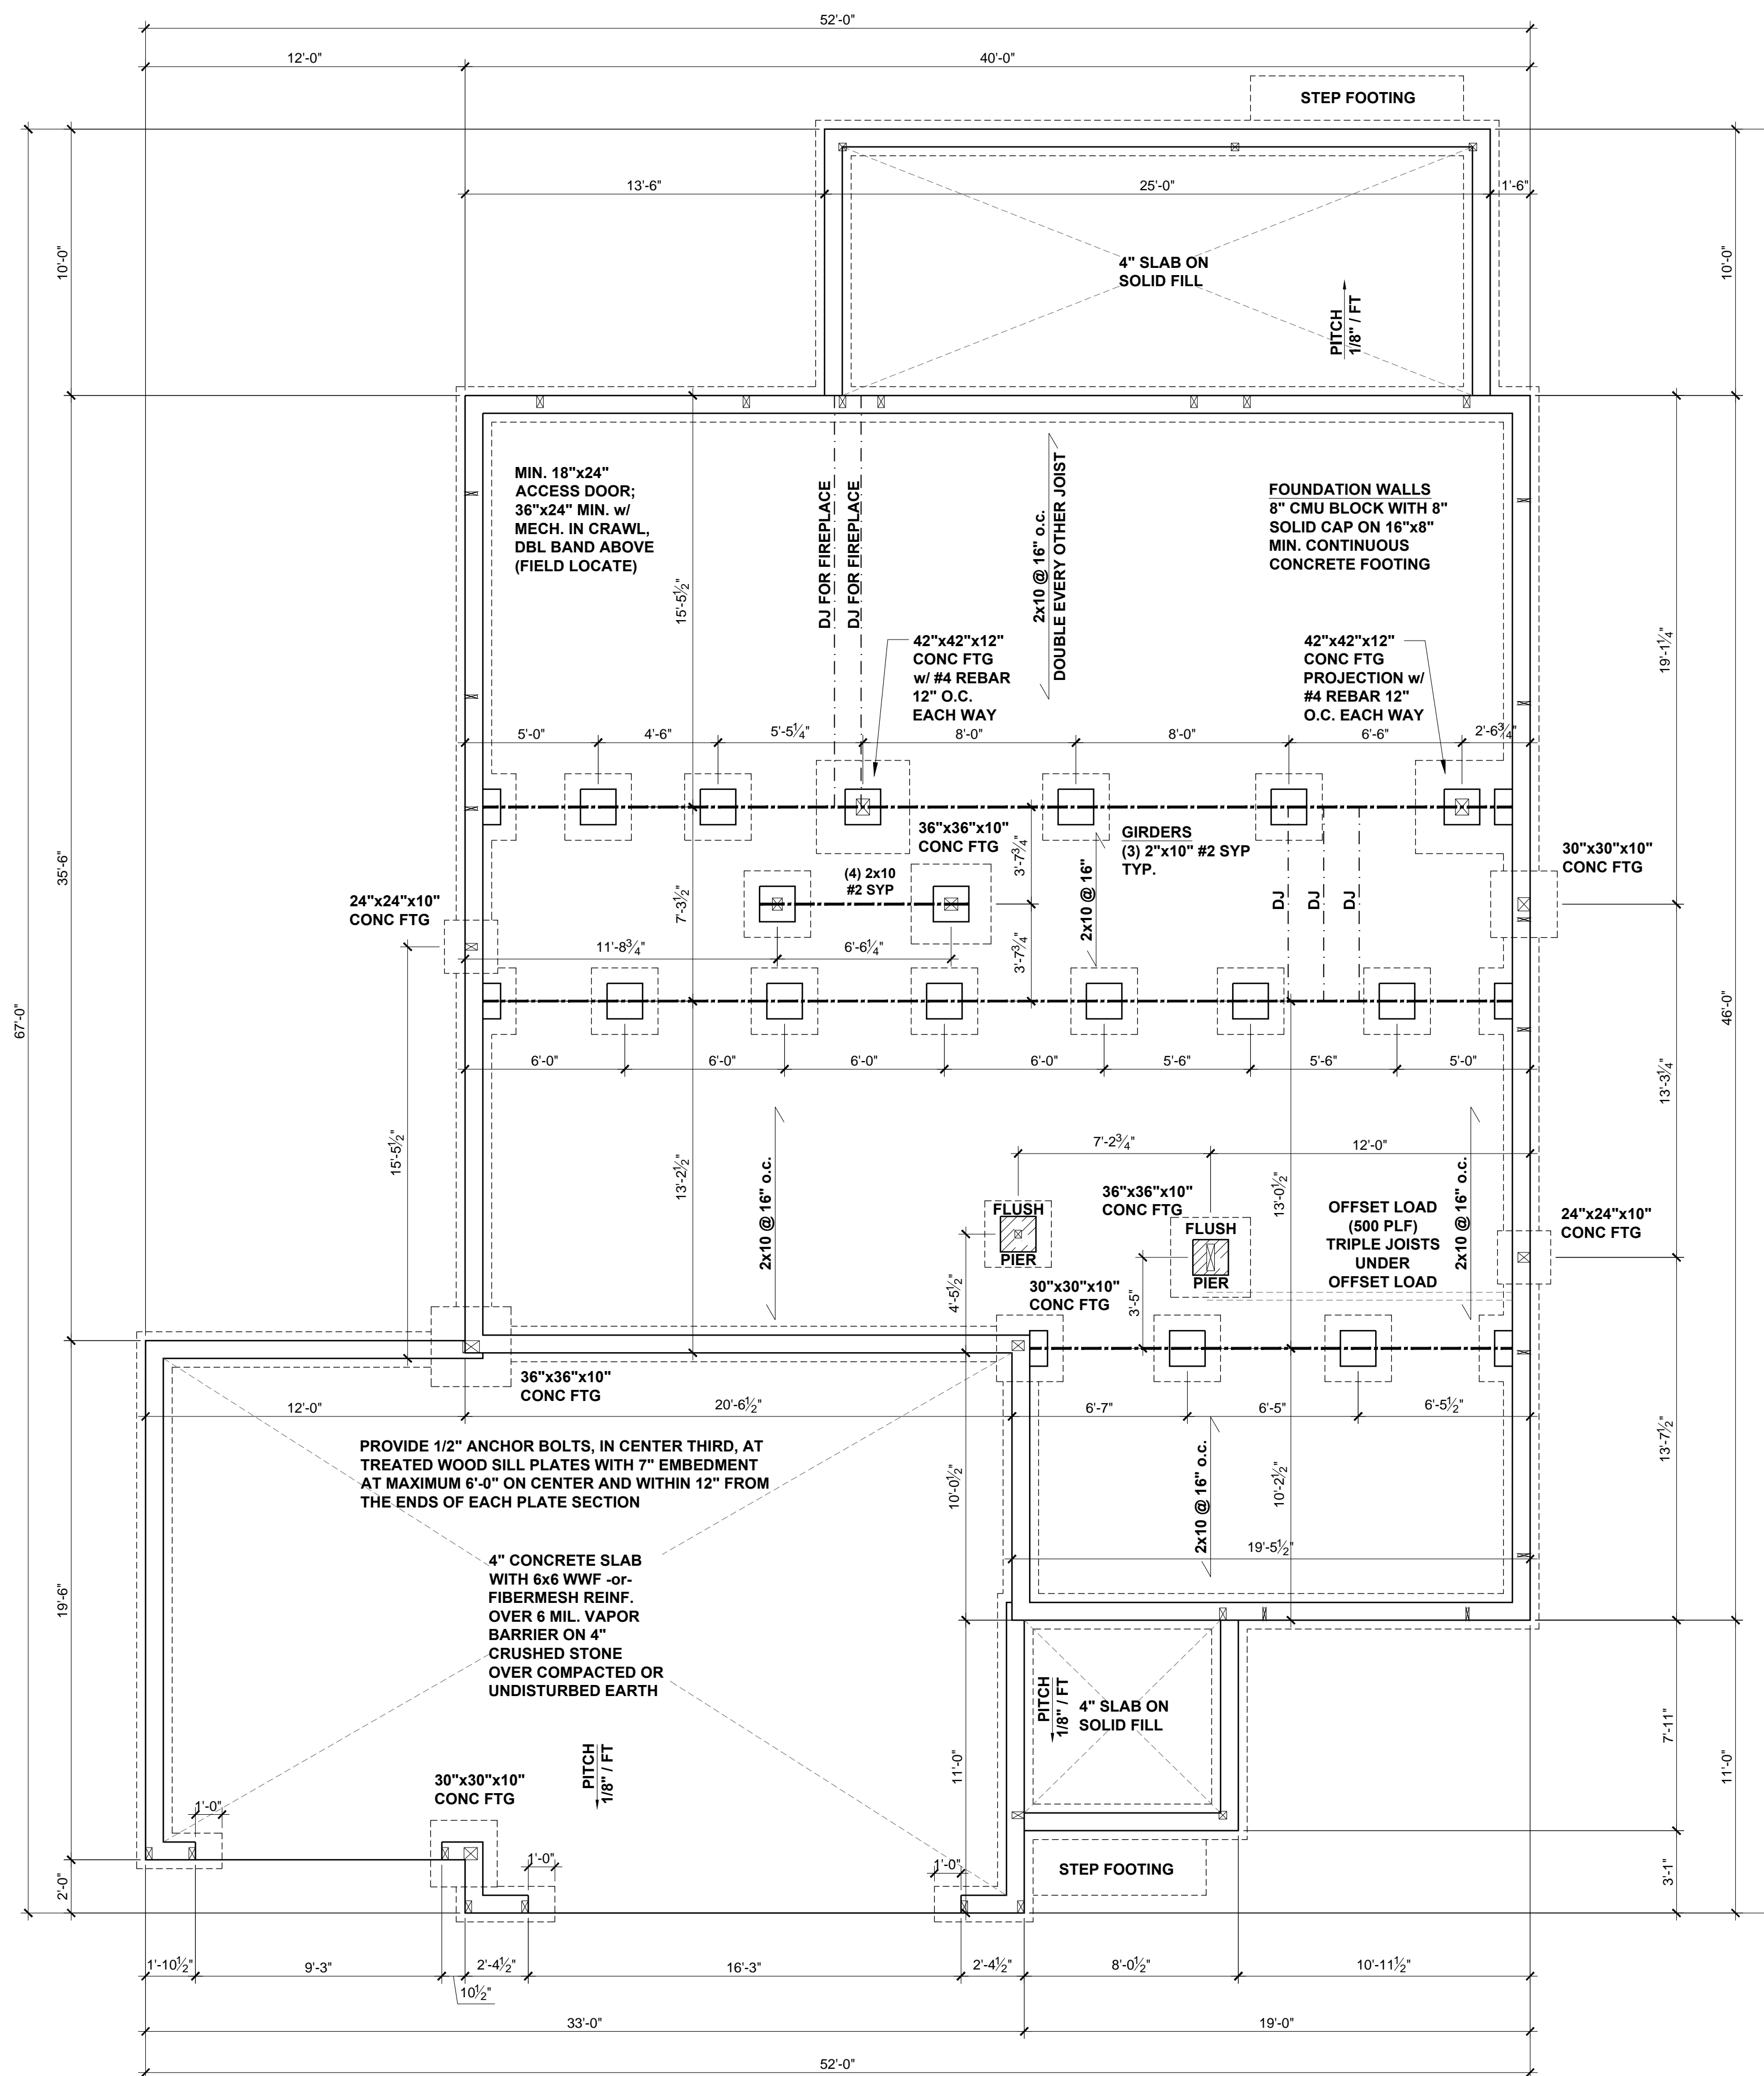 52'-0"
12'-0"
40'-0"
STEP FOOTING
13'-6"
25'-0"
1'-6"
10'-0"
10'-0"
4" SLAB ON
SOLID FILL
PITCH
1/8" / FT
MIN. 18"x24"
ACCESS DOOR;
36"x24" MIN. w/
MECH. IN CRAWL,
DBL BAND ABOVE
(FIELD LOCATE)
DJ FOR FIREPLACE
DJ FOR FIREPLACE
2x10 @ 16" o.c.
DOUBLE EVERY OTHER JOIST
FOUNDATION WALLS
8" CMU BLOCK WITH 8"
SOLID CAP ON 16"x8"
MIN. CONTINUOUS
CONCRETE FOOTING
15'-5½"
42"x42"x12"
CONC FTG
w/ #4 REBAR
12" O.C.
EACH WAY
42"x42"x12"
CONC FTG
PROJECTION w/
#4 REBAR 12"
O.C. EACH WAY
19'-1¼"
5'-0"
4'-6"
5'-5¼"
8'-0"
8'-0"
6'-6"
2'-6¾"
35'-6"
67'-0"
46'-0"
36"x36"x10"
CONC FTG
3'-7¾"
GIRDERS
(3) 2"x10" #2 SYP
TYP.
30"x30"x10"
CONC FTG
(4) 2x10
#2 SYP
24"x24"x10"
CONC FTG
7'-3½"
2x10 @ 16"
DJ
DJ
DJ
11'-8¾"
6'-6¼"
3'-7¾"
6'-0"
6'-0"
6'-0"
6'-0"
5'-6"
5'-6"
5'-0"
13'-3¼"
15'-5½"
13'-2½"
2x10 @ 16" o.c.
7'-2¾"
12'-0"
36"x36"x10"
CONC FTG
13'-0½"
OFFSET LOAD
(500 PLF)
TRIPLE JOISTS
UNDER
OFFSET LOAD
2x10 @ 16" o.c.
24"x24"x10"
CONC FTG
FLUSH
PIER
FLUSH
PIER
4'-5½"
30"x30"x10"
CONC FTG
3'-5"
36"x36"x10"
CONC FTG
12'-0"
20'-6½"
6'-7"
6'-5"
6'-5½"
13'-7½"
PROVIDE 1/2" ANCHOR BOLTS, IN CENTER THIRD, AT
TREATED WOOD SILL PLATES WITH 7" EMBEDMENT
AT MAXIMUM 6'-0" ON CENTER AND WITHIN 12" FROM
THE ENDS OF EACH PLATE SECTION
10'-0½"
2x10 @ 16" o.c.
10'-2½"
19'-5½"
19'-6"
4" CONCRETE SLAB
WITH 6x6 WWF -or-
FIBERMESH REINF.
OVER 6 MIL. VAPOR
BARRIER ON 4"
CRUSHED STONE
OVER COMPACTED OR
UNDISTURBED EARTH
PITCH
1/8" / FT
4" SLAB ON
SOLID FILL
7'-11"
11'-0"
11'-0"
PITCH
1/8" / FT
30"x30"x10"
CONC FTG
1'-0"
1'-0"
1'-0"
STEP FOOTING
2'-0"
3'-1"
1'-10½"
9'-3"
10½"
2'-4½"
16'-3"
2'-4½"
8'-0½"
10'-11½"
33'-0"
19'-0"
52'-0"